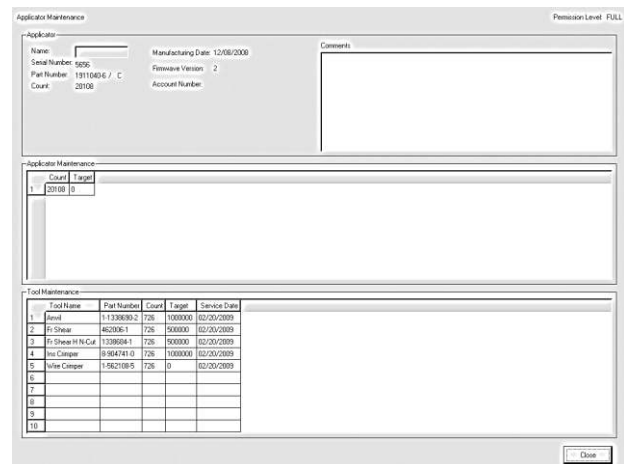 Applicator Maintenance Permission Level: FULL
Applicator
Name:
Serial Number: 5656
Part Number: 1911040-6 / C
Count: 20108
Manufacturing Date: 12/08/2008
Firmware Version: 2
Account Number:
Comments
Applicator Maintenance
Count Target
1 20108 0
Tool Maintenance
Tool Name Part Number Count Target Service Date
1 Anvil 1-1338690-2 726 1000000 02/20/2009
2 Fr Shear 462006-1 726 500000 02/20/2009
3 Fr Shear H N-Cut 1338684-1 726 500000 02/20/2009
4 Ins Crimper 8-904741-0 726 1000000 02/20/2009
5 Wire Crimper 1-562108-5 726 0 02/20/2009
6
7
8
9
10
Close